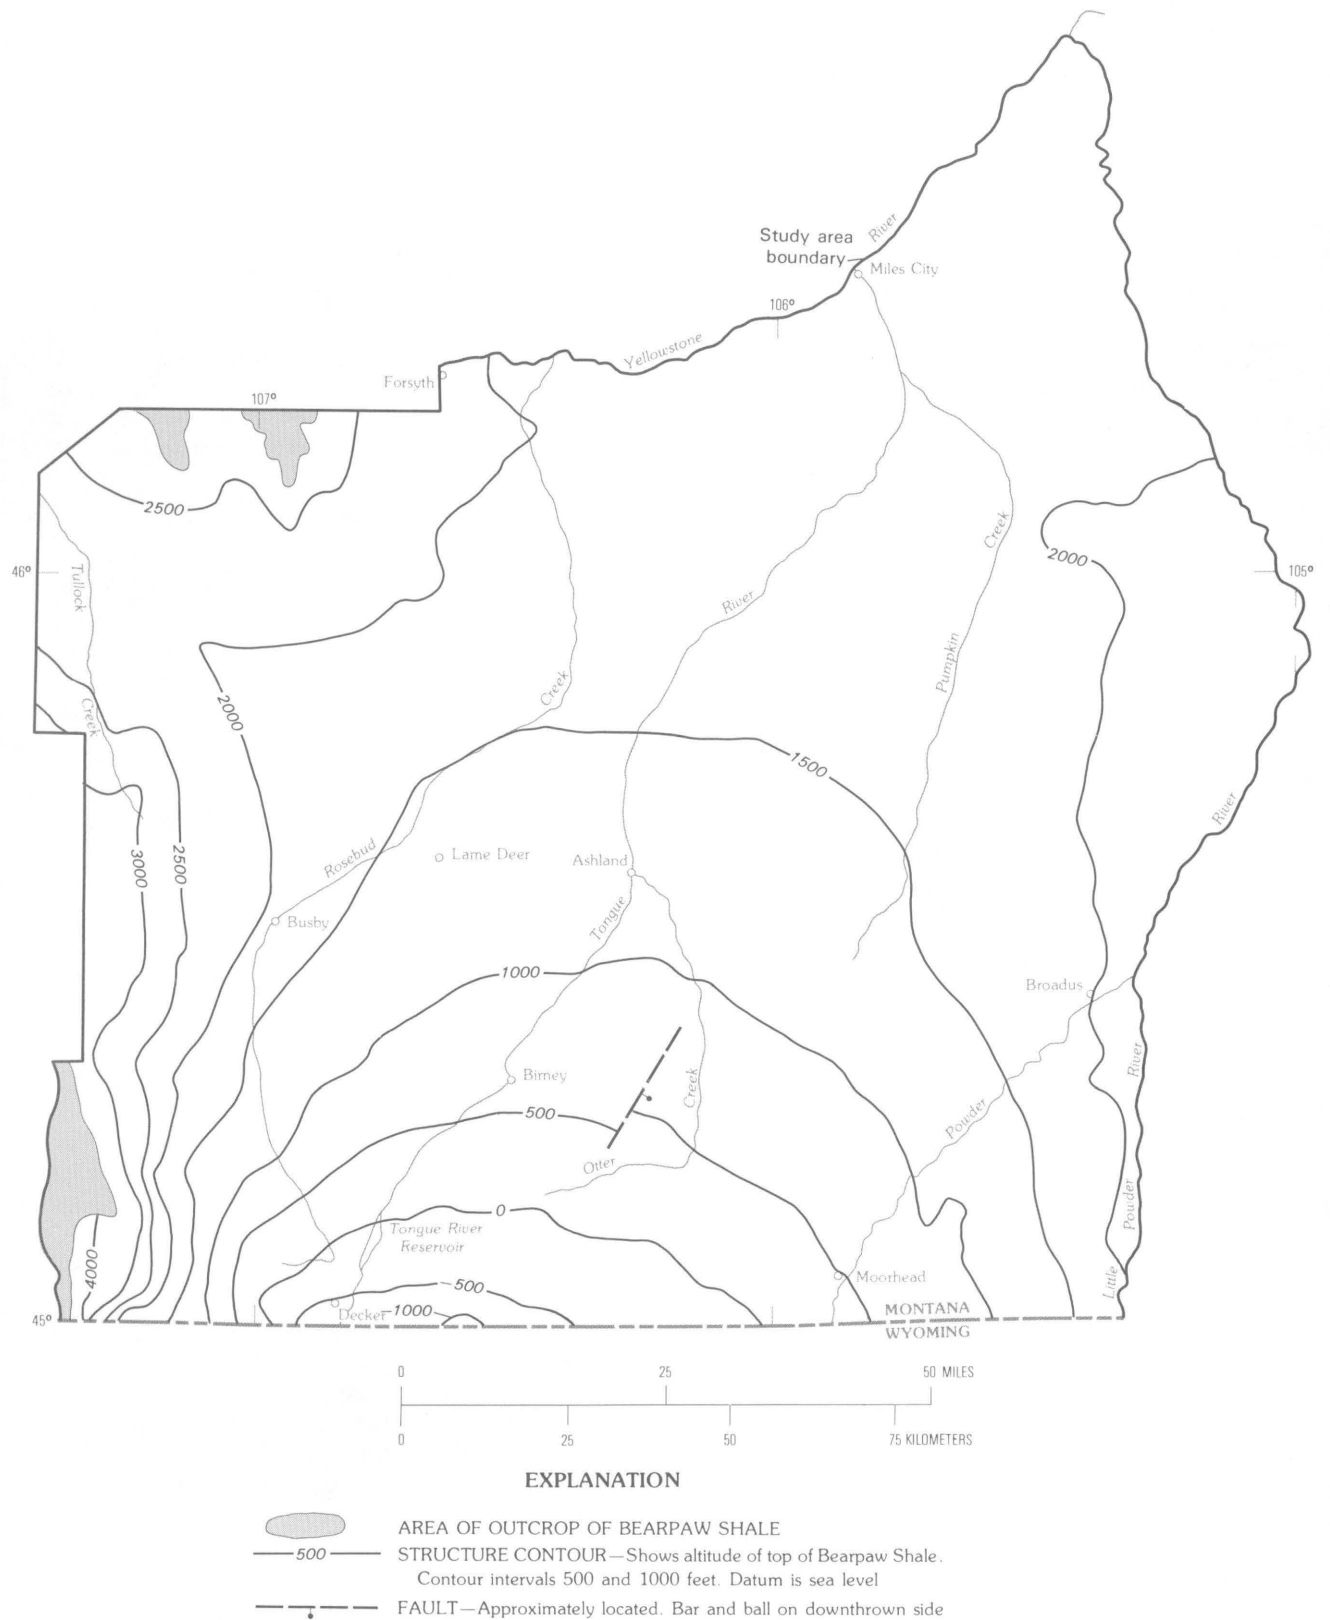 Study area
boundary
River
Miles City
106°
Yellowstone
Forsyth
107°
2500
Creek
46°
2000
105°
Tullock
River
Pumpkin
Creek
Creek
2000
1500
River
3000
2500
Rosebud
Lame Deer
Ashland
Busby
Tongue
1000
Broadus
Birney
Creek
River
500
Powder
Otter
0
Powder
Tongue River
Reservoir
4000
Moorhead
Little
–500
Decker
–1000
MONTANA
45°
WYOMING
0 25 50 MILES
0 25 50 75 KILOMETERS
EXPLANATION
AREA OF OUTCROP OF BEARPAW SHALE
500 STRUCTURE CONTOUR—Shows altitude of top of Bearpaw Shale.
Contour intervals 500 and 1000 feet. Datum is sea level
FAULT—Approximately located. Bar and ball on downthrown side